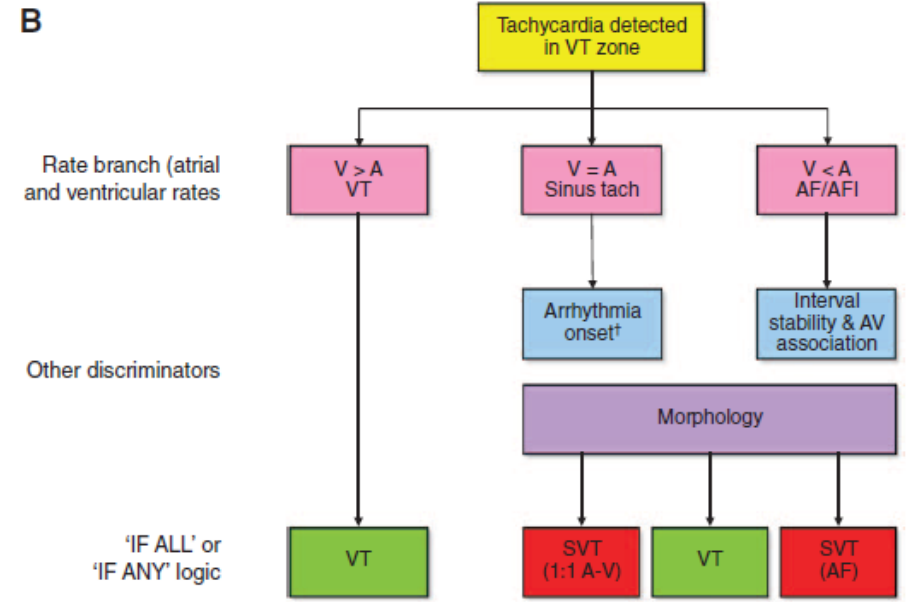 B
Tachycardia detected
in VT zone
Rate branch (atrial
and ventricular rates
V > A
VT
V = A
Sinus tach
V < A
AF/AFI
Arrhythmia
onset†
Interval
stability & AV
association
Other discriminators
Morphology
'IF ALL' or
'IF ANY' logic
VT
SVT
(1:1 A-V)
VT
SVT
(AF)